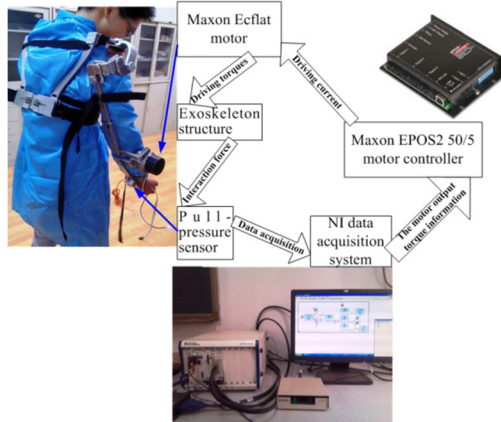 Maxon Ecflat
motor
Driving torques
Driving current
Exoskeleton
structure
Maxon EPOS2 50/5
motor controller
Interaction force
Pull-
pressure
sensor
Data acquisition
NI data
acquisition
system
The motor output
torque information